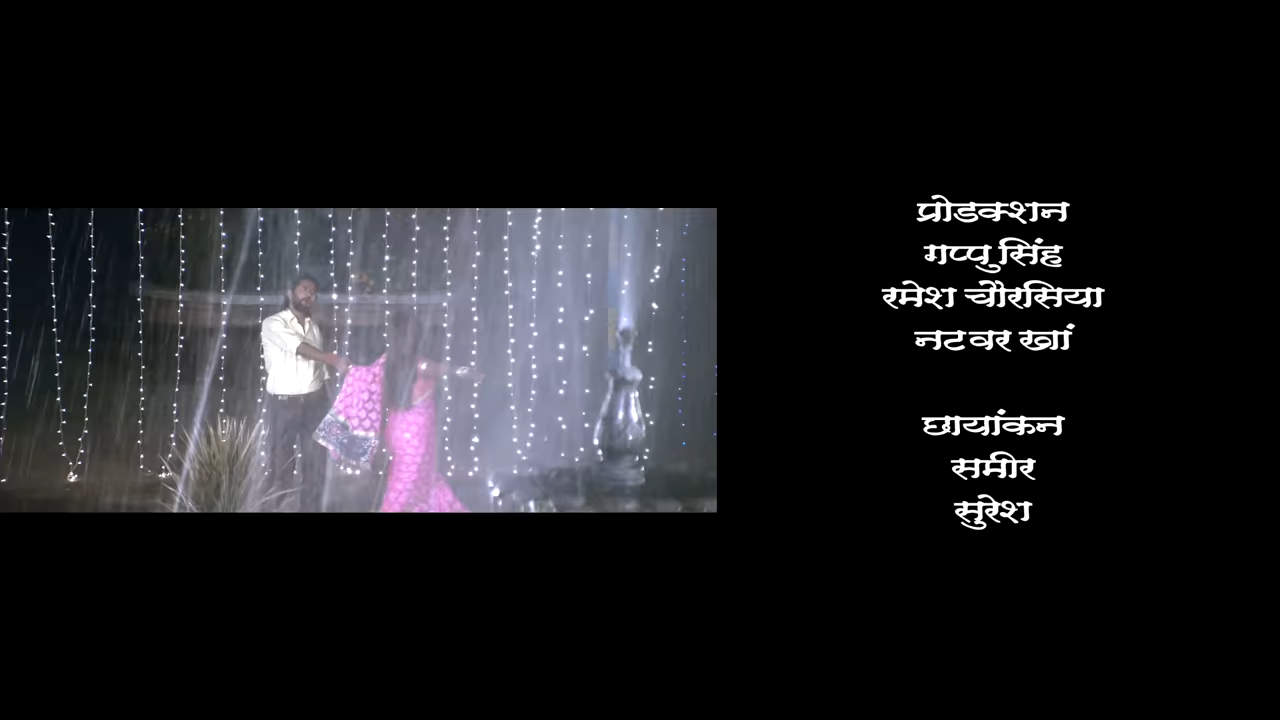 प्रोडक्शन
गप्पु सिंह
रमेश चौरसिया
नटवर खां
छायांकन
समीर
सुरेश